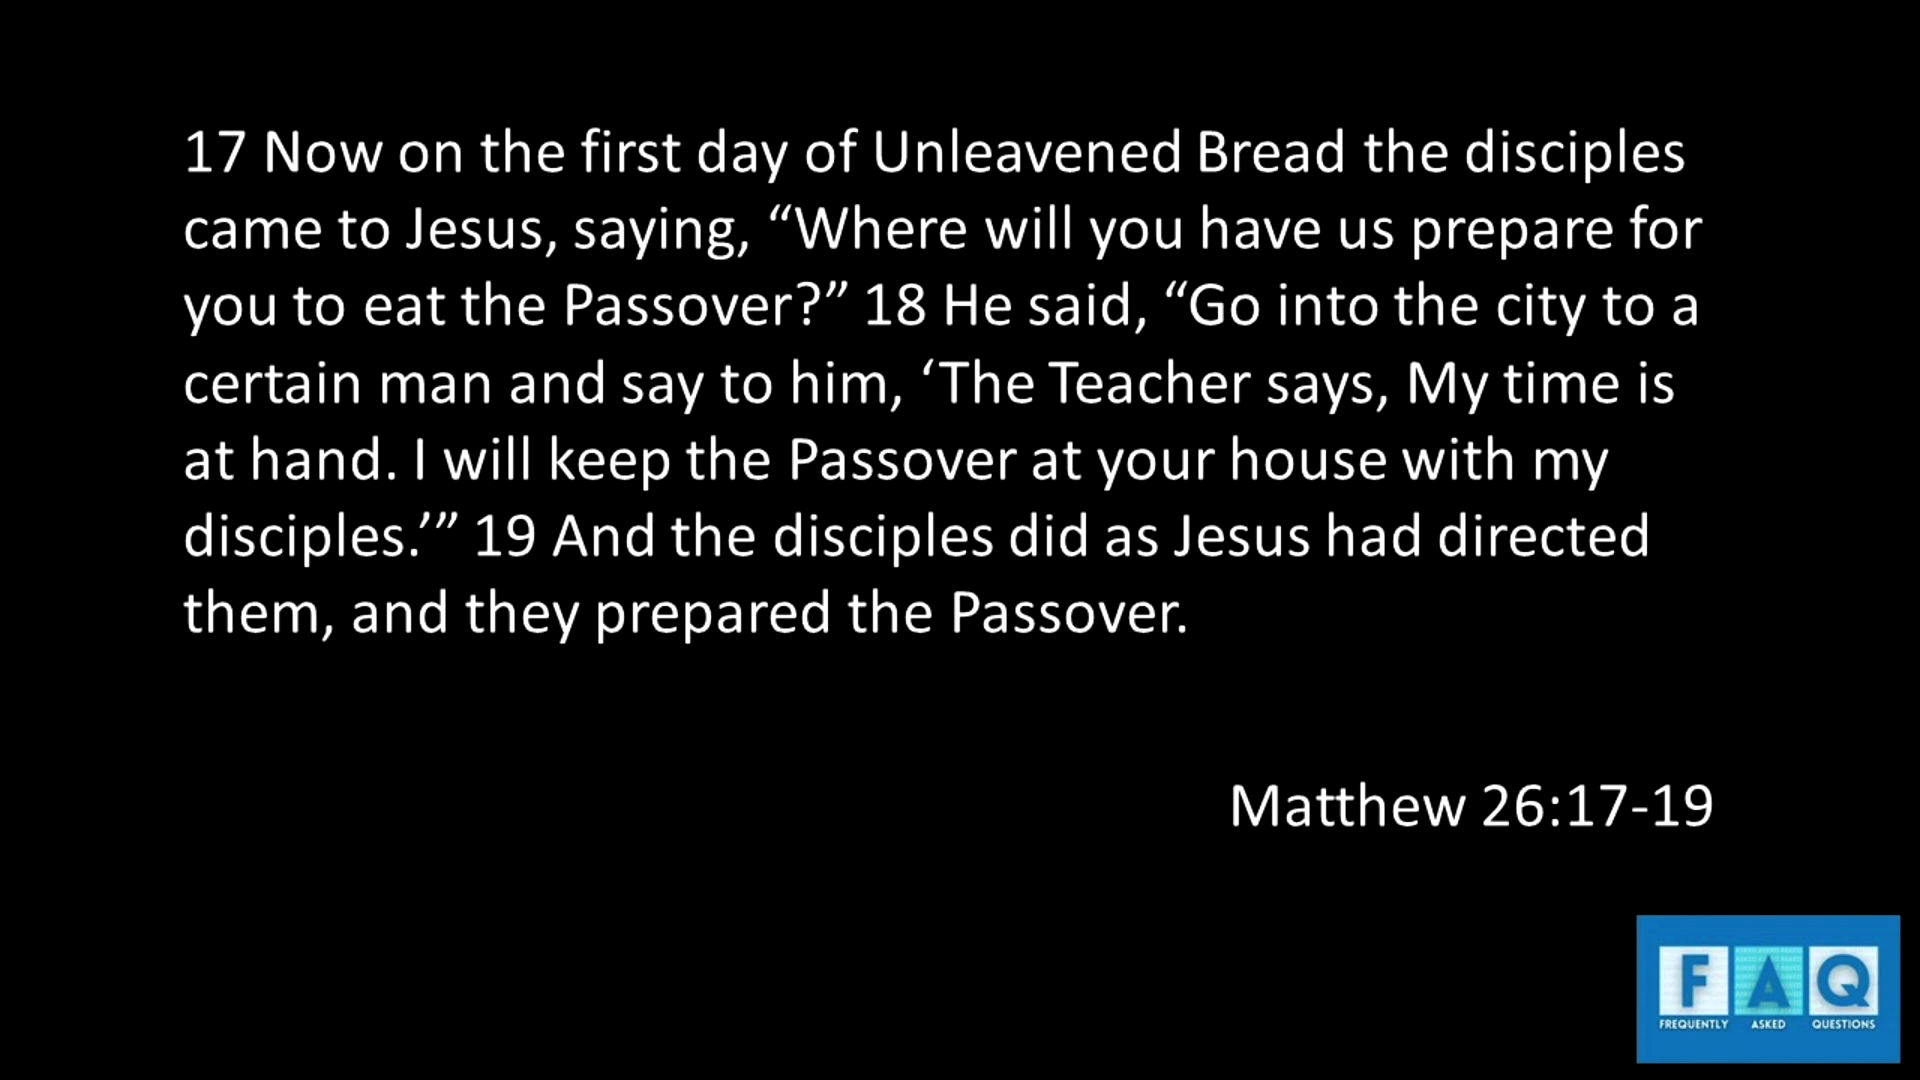 17 Now on the first day of Unleavened Bread the disciples
came to Jesus, saying, “Where will you have us prepare for
you to eat the Passover?” 18 He said, “Go into the city to a
certain man and say to him, ‘The Teacher says, My time is
at hand. I will keep the Passover at your house with my
disciples.’” 19 And the disciples did as Jesus had directed
them, and they prepared the Passover.
Matthew 26:17-19
F A Q
FREQUENTLY ASKED QUESTIONS